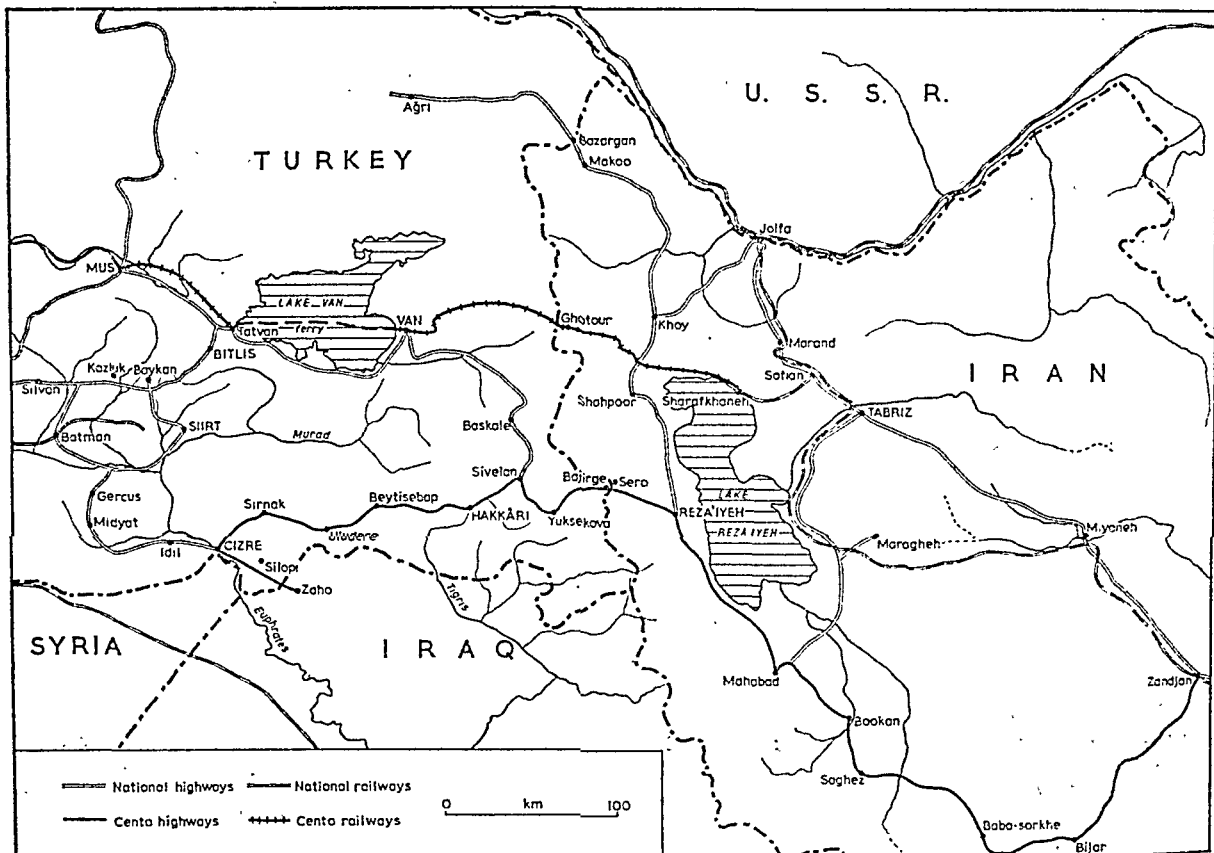 U. S. S. R.
Ağri
Bazargan
Makoo
TURKEY
Jolfa
MUS
LAKE VAN
Tatvan
Ferry
VAN
Ghotour
Khoy
Marand
BITLIS
Kozluk
Baykan
Sofian
IRAN
Silvan
Shahpoor
Sharafkhaneh
TABRIZ
Batman
SIIRT
Murad
Baskale
Sivelan
Bajirge
Sero
Gercus
Midyat
Sirnak
Beytisebap
HAKKÂRI
Yuksekova
REZA'IYEH
LAKE
REZA'IYEH
Maragheh
Miyaneh
Idil
CIZRE
Uludere
Silopi
Zaho
Tigris
Euphrates
SYRIA
IRAQ
Mahabad
Zandjan
Bookan
Saghez
Baba-sorkhe
Bijar
National highways
National railways
Cento highways
Cento railways
0 km 100